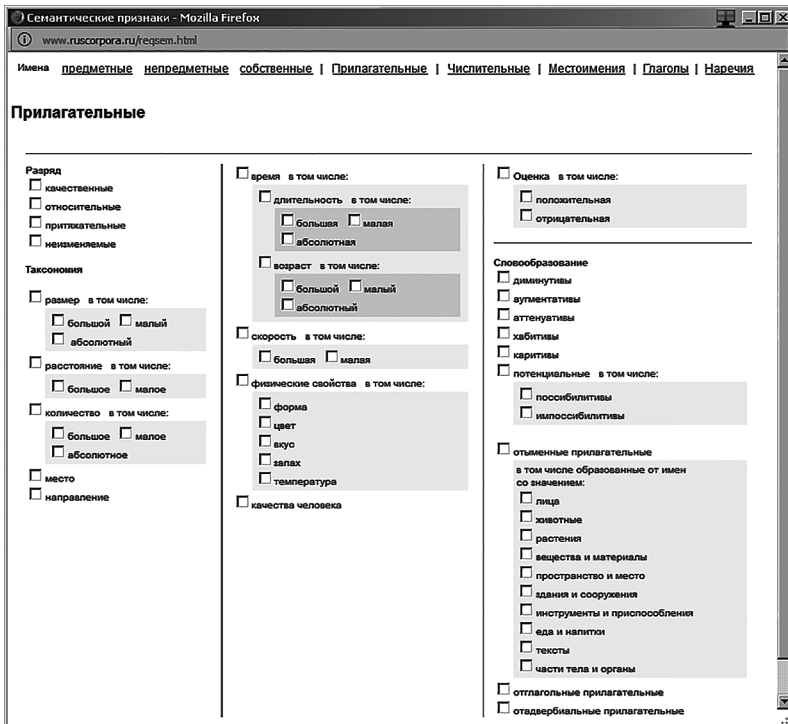 Семантические признаки - Mozilla Firefox
www.ruscorpora.ru/reqsem.html
Имена предметные непредметные собственные | Прилагательные | Числительные | Местоимения | Глаголы | Наречия
Прилагательные
Разряд
качественные
относительные
притяжательные
неизменяемые
Таксономия
размер в том числе:
большой малый
абсолютный
расстояние в том числе:
большое малое
количество в том числе:
большое малое
абсолютное
место
направление
время в том числе:
длительность в том числе:
большая малая
абсолютная
возраст в том числе:
большой малый
абсолютный
скорость в том числе:
большая малая
физические свойства в том числе:
форма
цвет
вкус
запах
температура
качества человека
Оценка в том числе:
положительная
отрицательная
Словообразование
диминутивы
аугментативы
аттенуативы
хабитивы
каритивы
потенциальные в том числе:
поссибилитивы
импоссибилитивы
отыменные прилагательные
в том числе образованные от имен
со значением:
лица
животные
растения
вещества и материалы
пространство и место
здания и сооружения
инструменты и приспособления
еда и напитки
тексты
части тела и органы
отглагольные прилагательные
отадвербиальные прилагательные